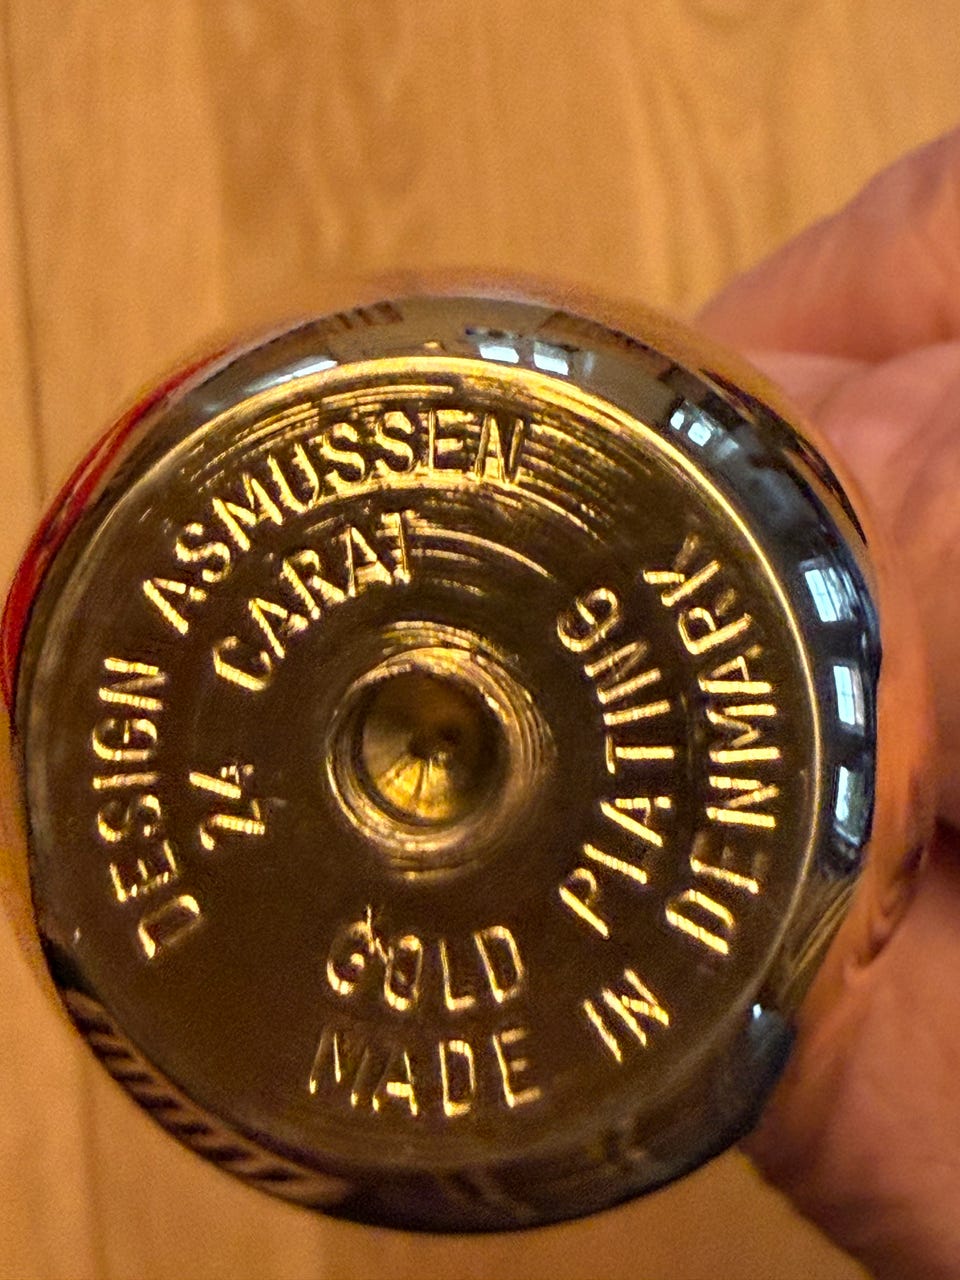 DESIGN ASMUSSEN
24 CARAT
GOLD PLATING
MADE IN DENMARK